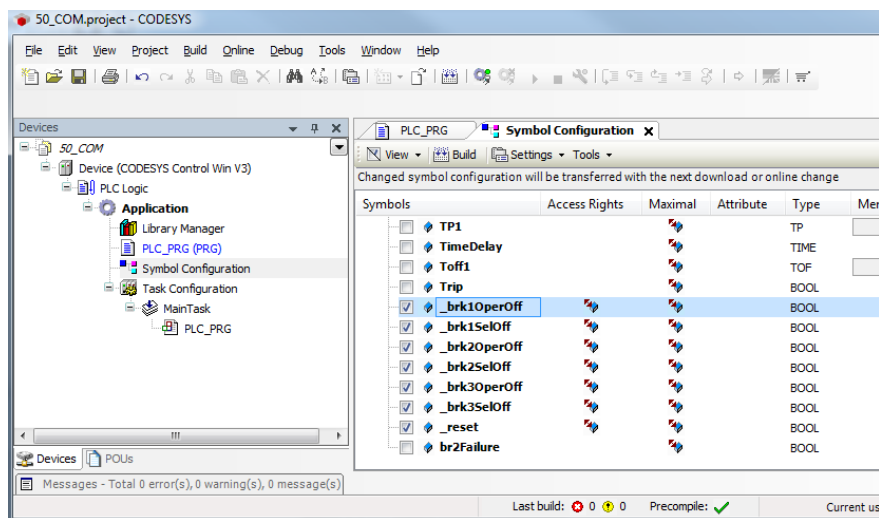 50_COM.project - CODESYS
File Edit View Project Build Online Debug Tools Window Help
Devices
50_COM
Device (CODESYS Control Win V3)
PLC Logic
Application
Library Manager
PLC_PRG (PRG)
Symbol Configuration
Task Configuration
MainTask
PLC_PRG
Devices POUs
PLC_PRG Symbol Configuration
View Build Settings Tools
Changed symbol configuration will be transferred with the next download or online change
Symbols Access Rights Maximal Attribute Type Mer
TP1 TP
TimeDelay TIME
Toff1 TOF
Trip BOOL
_brk1OperOff BOOL
_brk1SelOff BOOL
_brk2OperOff BOOL
_brk2SelOff BOOL
_brk3OperOff BOOL
_brk3SelOff BOOL
_reset BOOL
br2Failure BOOL
Messages - Total 0 error(s), 0 warning(s), 0 message(s)
Last build: 0 0 Precompile: Current us